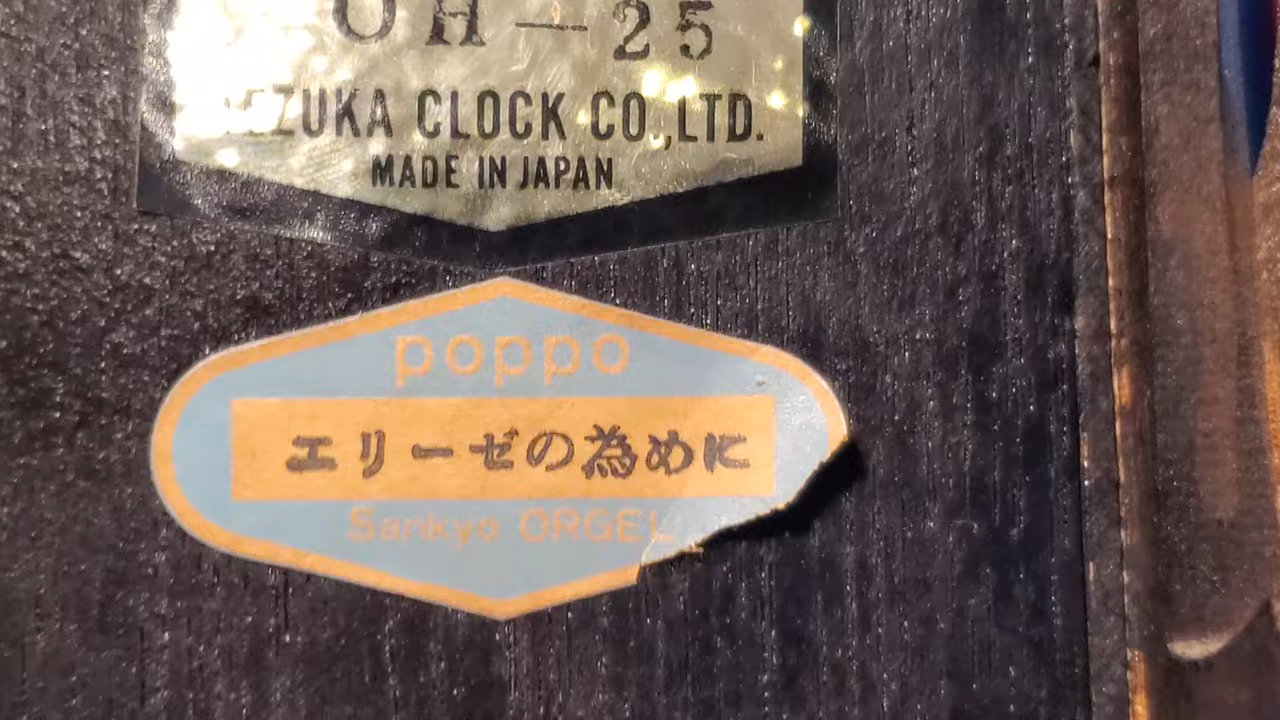 OH-25
CLOCK CO.,LTD.
MADE IN JAPAN
poppo
エリーゼの為めに
Sankyo ORGEL